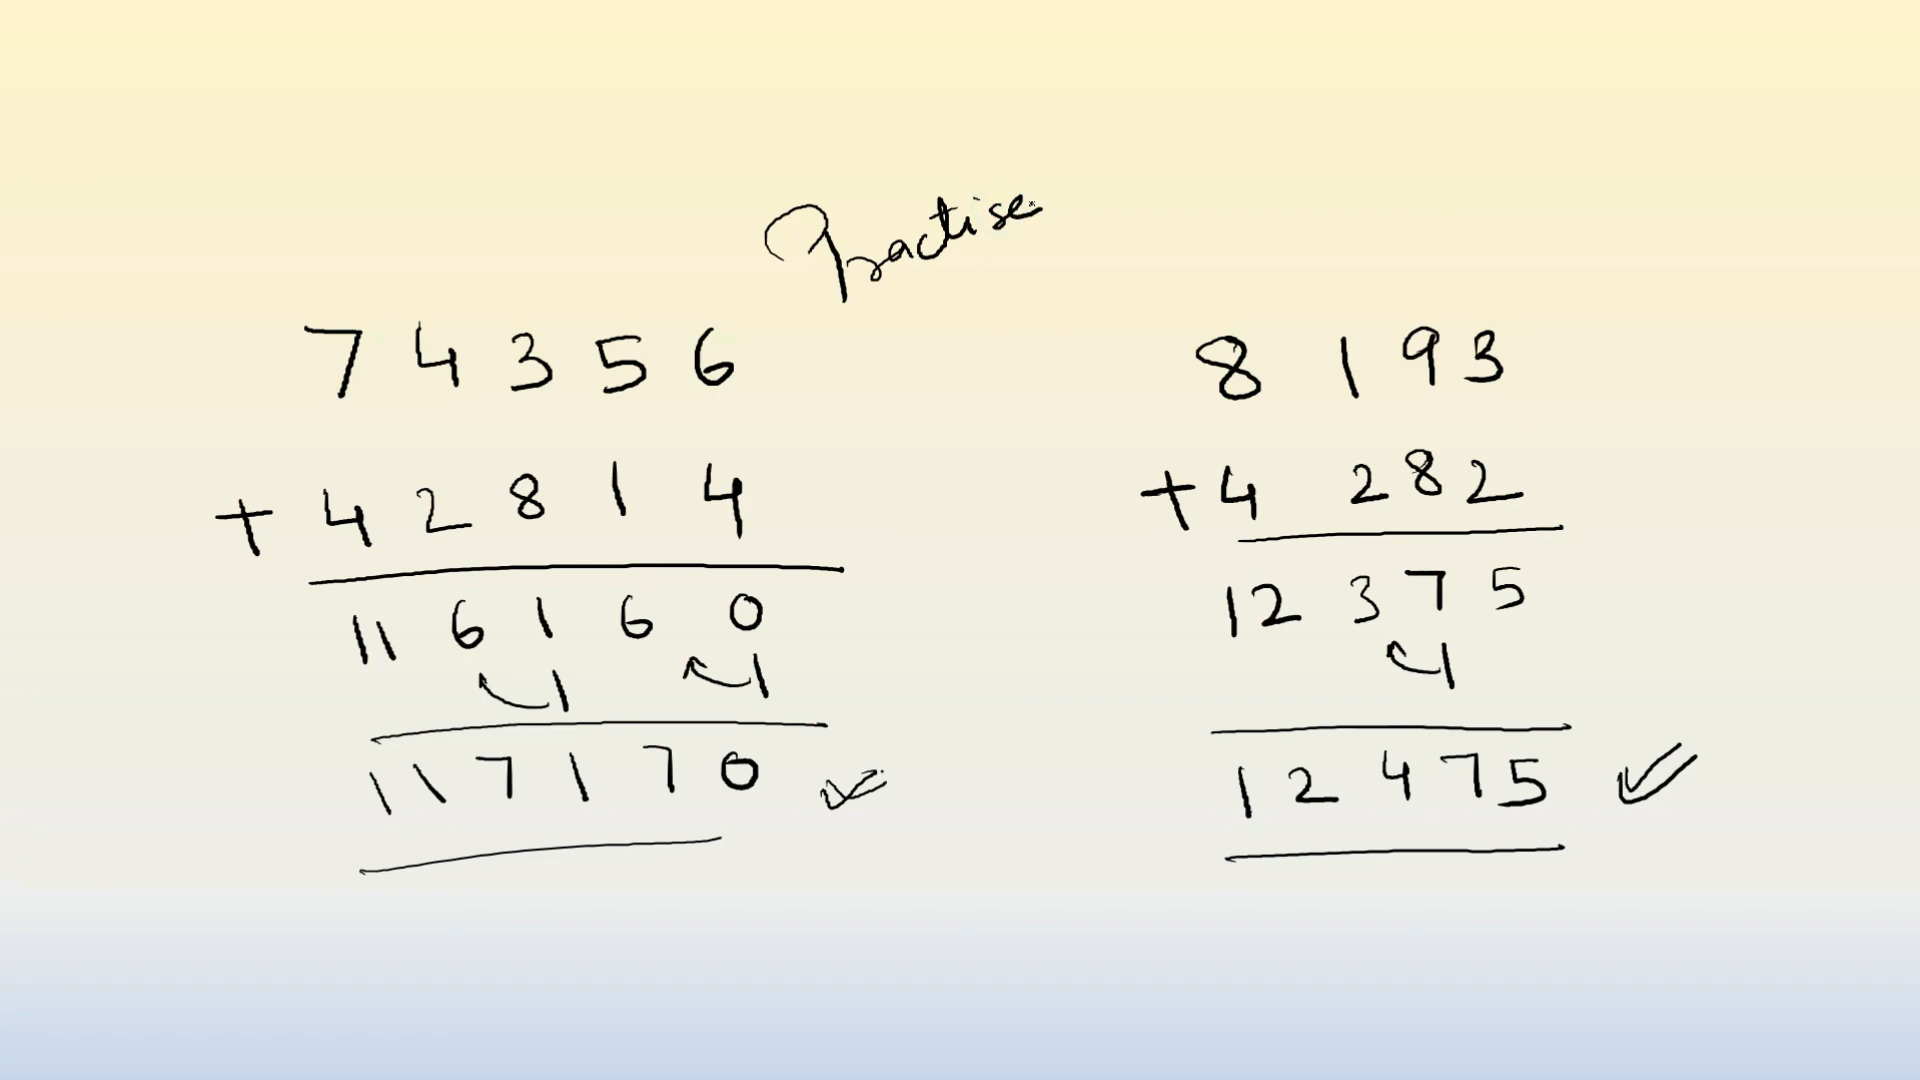 Practise
7 4 3 5 6
+ 4 2 8 1 4
11 6 1 6 0
1 1
11 7 1 7 0
8 1 9 3
+ 4 2 8 2
12 3 7 5
1
1 2 4 7 5